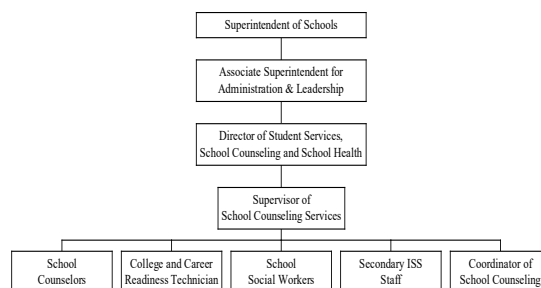 Superintendent of Schools
Associate Superintendent for
Administration & Leadership
Director of Student Services,
School Counseling and School Health
Supervisor of
School Counseling Services
School
Counselors
College and Career
Readiness Technician
School
Social Workers
Secondary ISS
Staff
Coordinator of
School Counseling